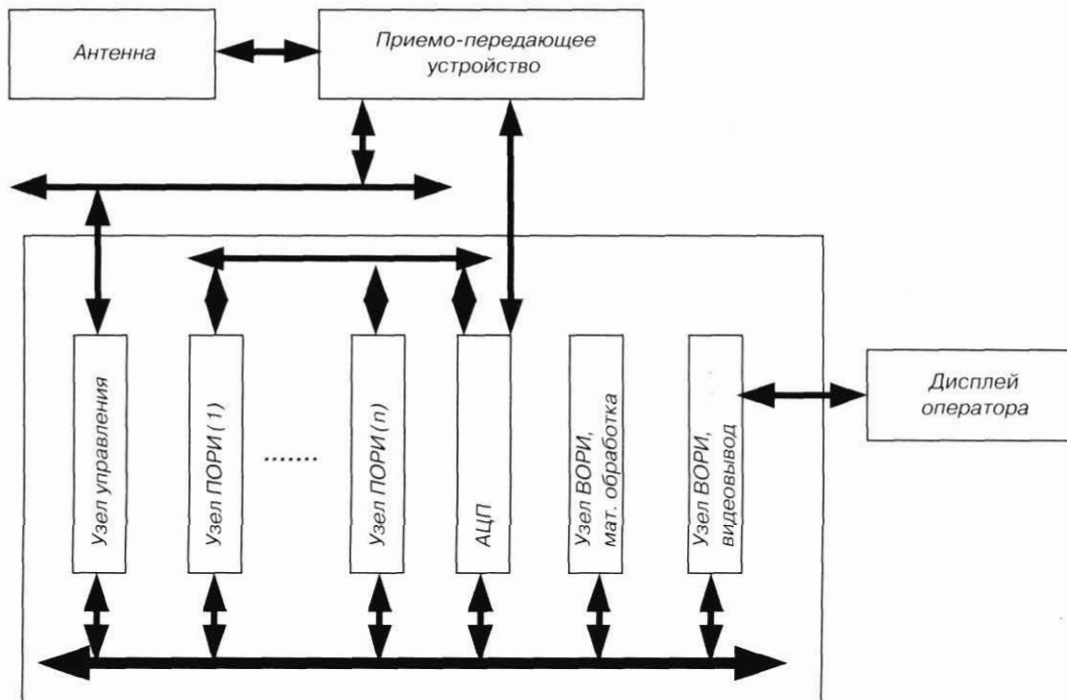 Антенна
Приемо-передающее
устройство
Узел управления
Узел ПОРИ (1)
.......
Узел ПОРИ (n)
АЦП
Узел ВОРИ,
мат. обработка
Узел ВОРИ,
видеовывод
Дисплей
оператора